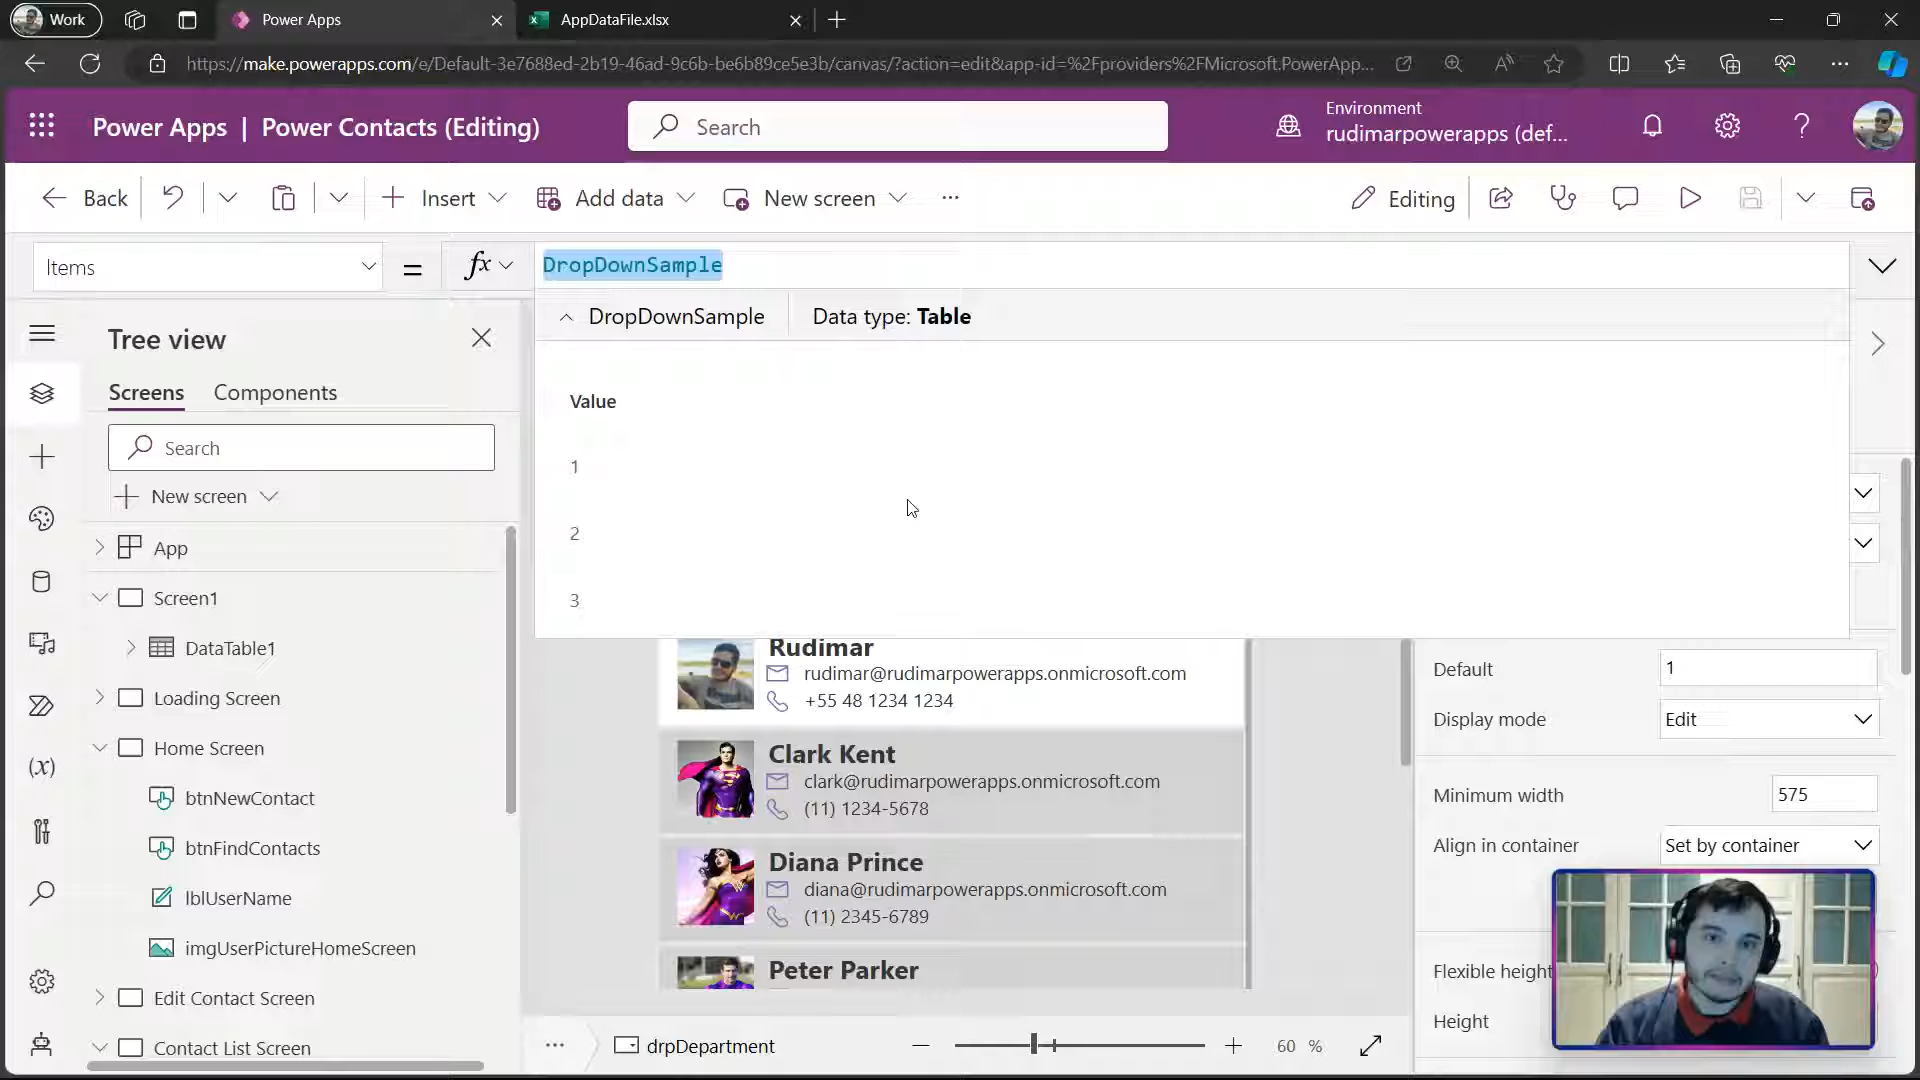 Work
Power Apps
AppDataFile.xlsx
https://make.powerapps.com/e/Default-3e7688ed-2b19-46ad-9c6b-be6b89ce5e3b/canvas/?action=edit&app-id=%2Fproviders%2FMicrosoft.PowerApp...
Power Apps | Power Contacts (Editing)
Search
Environment
rudimarpowerapps (def...
Back
Insert
Add data
New screen
Editing
Items
=
fx
DropDownSample
DropDownSample
Data type: Table
Tree view
Screens
Components
Search
New screen
App
Screen1
DataTable1
Loading Screen
Home Screen
btnNewContact
btnFindContacts
lblUserName
imgUserPictureHomeScreen
Edit Contact Screen
Contact List Screen
Value
1
2
3
Rudimar
rudimar@rudimarpowerapps.onmicrosoft.com
+55 48 1234 1234
Clark Kent
clark@rudimarpowerapps.onmicrosoft.com
(11) 1234-5678
Diana Prince
diana@rudimarpowerapps.onmicrosoft.com
(11) 2345-6789
Peter Parker
Default
1
Display mode
Edit
Minimum width
575
Align in container
Set by container
Flexible height
Height
drpDepartment
60 %